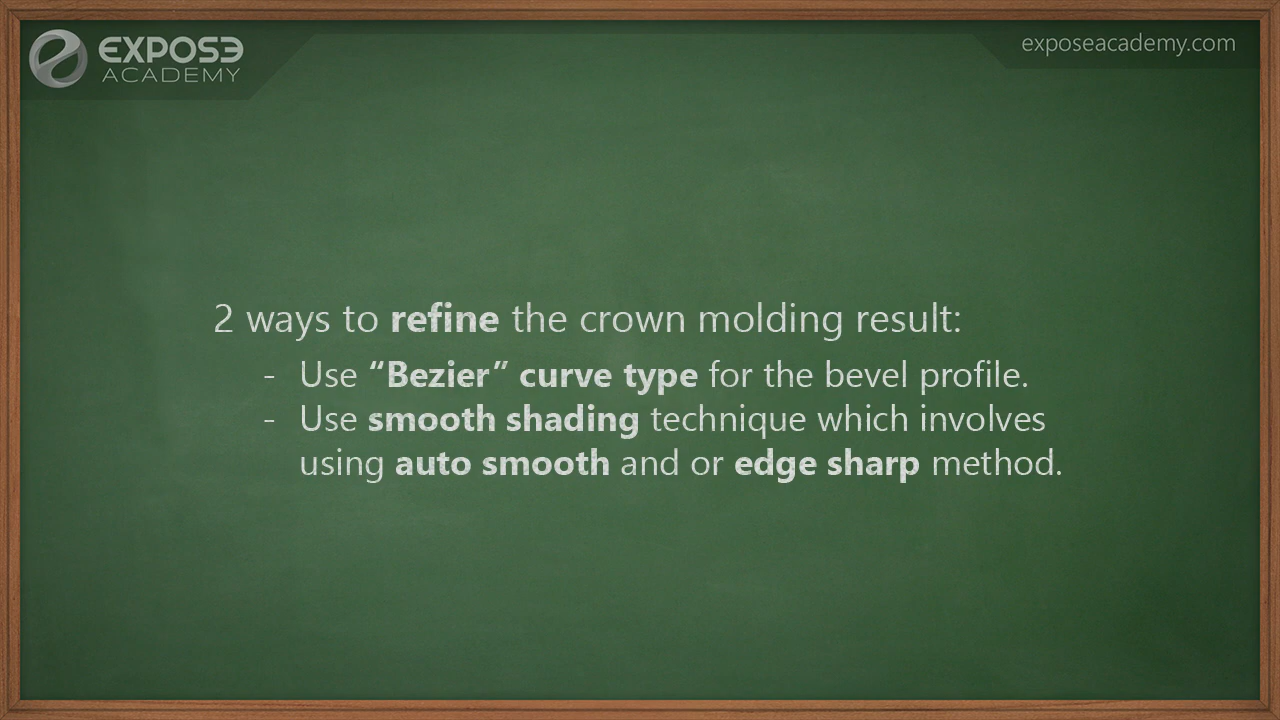 EXPOSE
ACADEMY
exposeacademy.com
2 ways to refine the crown molding result:
- Use “Bezier” curve type for the bevel profile.
- Use smooth shading technique which involves
using auto smooth and or edge sharp method.